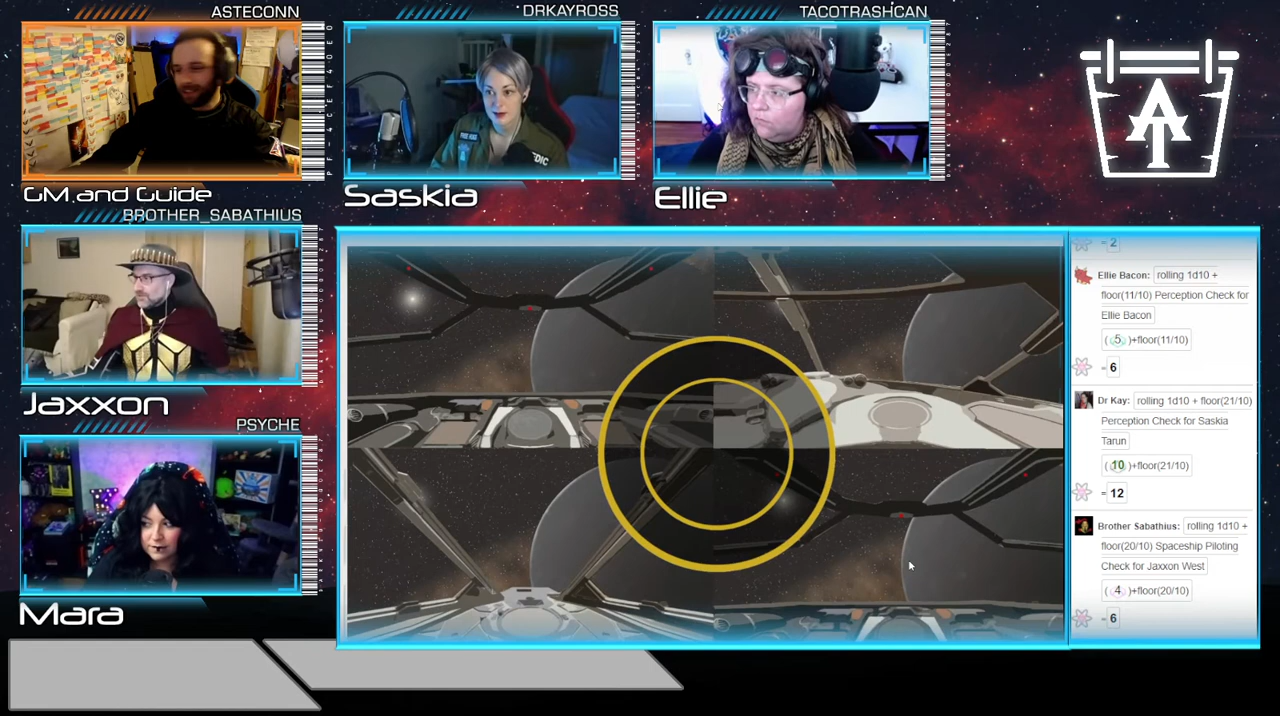 ASTECONN
DRKAYROSS
TACOTRASHCAN
GM and Guide
Saskia
Ellie
BROTHER_SABATHIUS
Jaxxon
PSYCHE
Mara
AT
= 2
Ellie Bacon: rolling 1d10 +
floor(11/10) Perception Check for
Ellie Bacon
(5)+floor(11/10)
= 6
Dr Kay: rolling 1d10 + floor(21/10)
Perception Check for Saskia
Tarun
(10)+floor(21/10)
= 12
Brother Sabathius: rolling 1d10 +
floor(20/10) Spaceship Piloting
Check for Jaxxon West
(4)+floor(20/10)
= 6